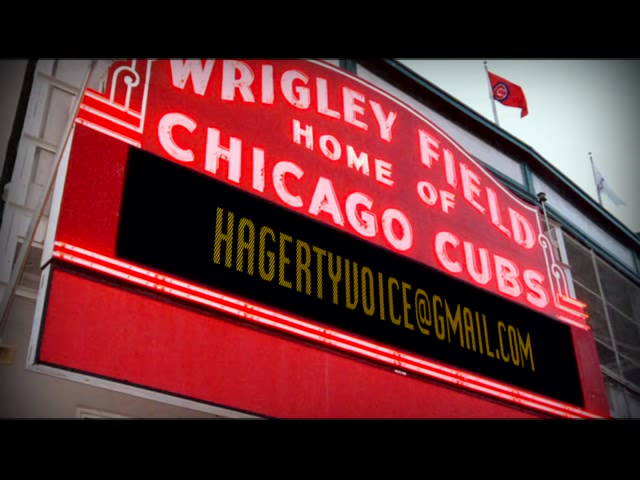 WRIGLEY FIELD
HOME OF
CHICAGO CUBS
HAGERTYVOICE@GMAIL.COM